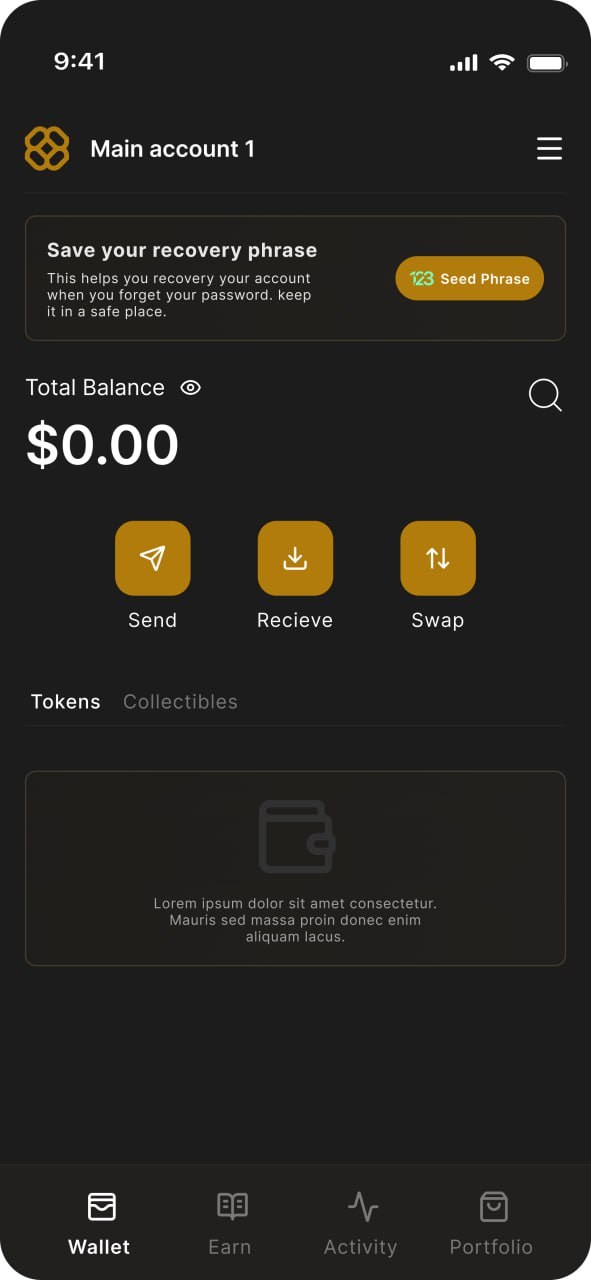 9:41
Main account 1
Save your recovery phrase
This helps you recovery your account
when you forget your password. keep
it in a safe place.
123 Seed Phrase
Total Balance
$0.00
Send Recieve Swap
Tokens Collectibles
Lorem ipsum dolor sit amet consectetur.
Mauris sed massa proin donec enim
aliquam lacus.
Wallet Earn Activity Portfolio